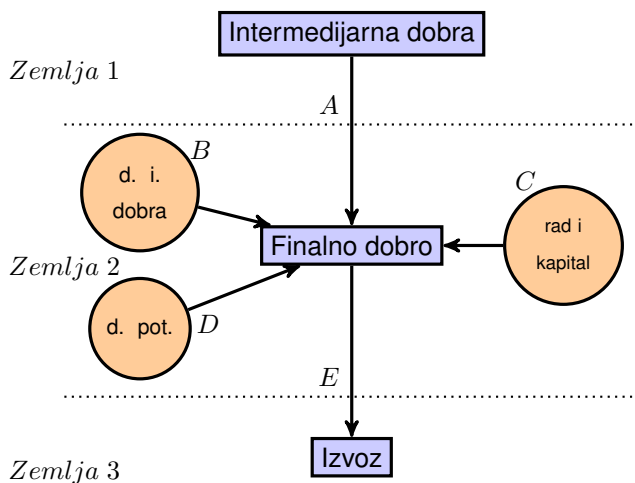 Intermedijarna dobra
Zemlja 1
A
B
d. i.
dobra
C
rad i
kapital
Finalno dobro
Zemlja 2
d. pot.
D
E
Izvoz
Zemlja 3